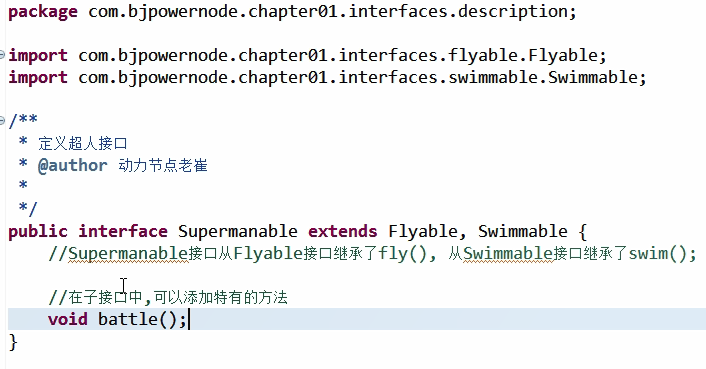 package com.bjpowernode.chapter01.interfaces.description;
import com.bjpowernode.chapter01.interfaces.flyable.Flyable;
import com.bjpowernode.chapter01.interfaces.swimmable.Swimmable;
/**
 * 定义超人接口
 * @author 动力节点老崔
 *
 */
public interface Supermanable extends Flyable, Swimmable {
    //Supermanable接口从Flyable接口继承了fly(), 从Swimmable接口继承了swim();
    //在子接口中,可以添加特有的方法
    void battle();
}